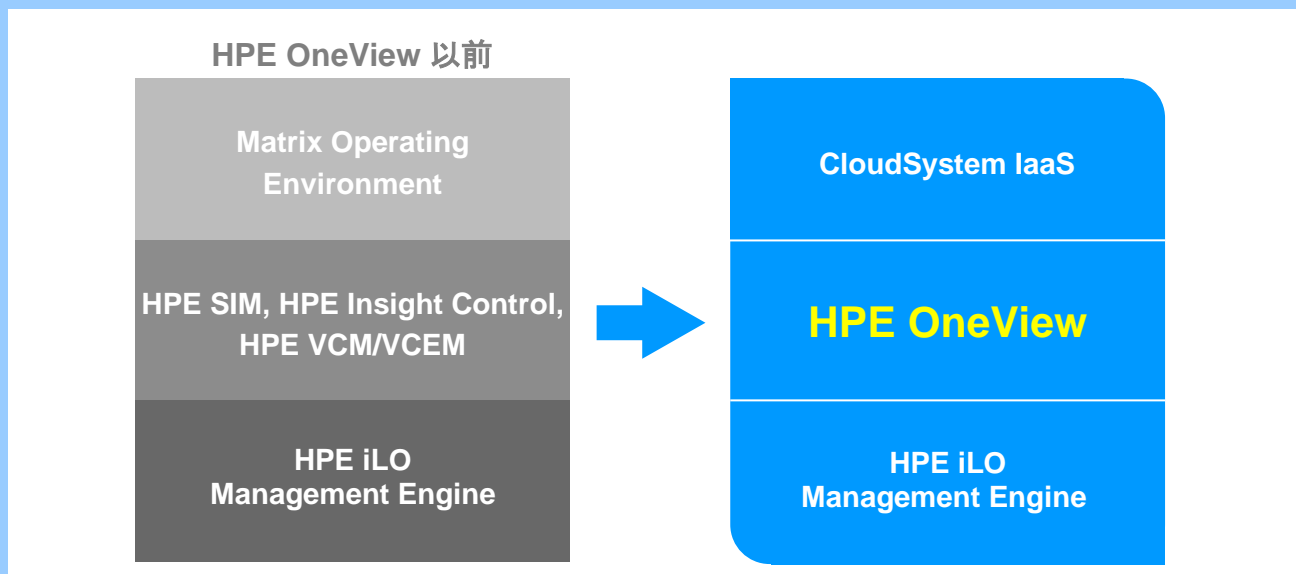 HPE OneView 以前
Matrix Operating
Environment
HPE SIM, HPE Insight Control,
HPE VCM/VCEM
HPE iLO
Management Engine
CloudSystem IaaS
HPE OneView
HPE iLO
Management Engine